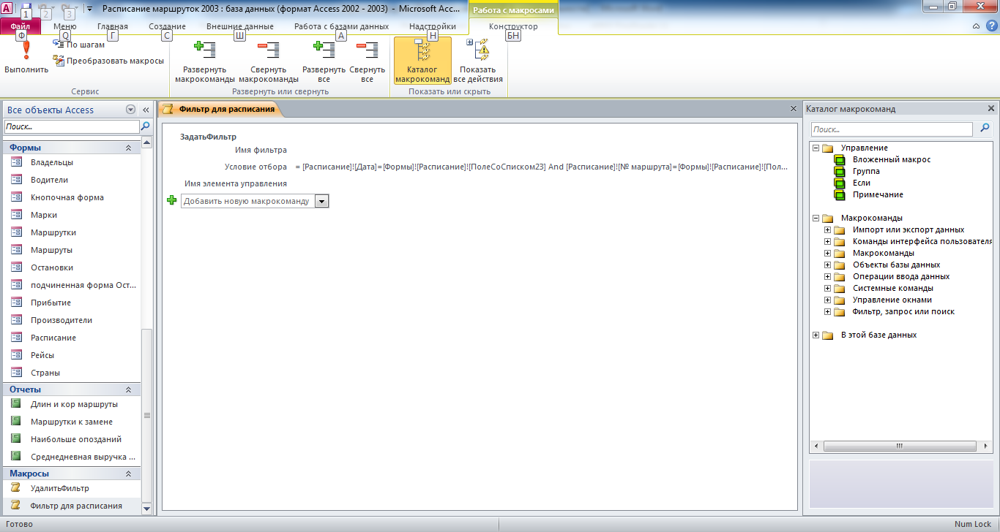 Расписание маршруток 2003 : база данных (формат Access 2002 - 2003) - Microsoft Acc...
Работа с макросами
1 2 3
Файл Меню Главная Создание Внешние данные Работа с базами данных Надстройки Конструктор
Ф Q Г С Ш А Н БН
Выполнить
По шагам
Преобразовать макросы
Развернуть макрокоманды
Свернуть макрокоманды
Развернуть все
Свернуть все
Каталог макрокоманд
Показать все действия
Сервис
Развернуть или свернуть
Показать или скрыть
Все объекты Access
Поиск...
Формы
Владельцы
Водители
Кнопочная форма
Марки
Маршрутки
Маршруты
Остановки
подчиненная форма Ост...
Прибытие
Производители
Расписание
Рейсы
Страны
Отчеты
Длин и кор маршруты
Маршрутки к замене
Наибольше опозданий
Среднедневная выручка ...
Макросы
УдалитьФильтр
Фильтр для расписания
Фильтр для расписания
ЗадатьФильтр
Имя фильтра
Условие отбора = [Расписание]![Дата]=[Формы]![Расписание]![ПолеСоСписком23] And [Расписание]![№ маршрута]=[Формы]![Расписание]![Пол...
Имя элемента управления
Добавить новую макрокоманду
Каталог макрокоманд
Поиск...
Управление
Вложенный макрос
Группа
Если
Примечание
Макрокоманды
Импорт или экспорт данных
Команды интерфейса пользователя
Макрокоманды
Объекты базы данных
Операции ввода данных
Системные команды
Управление окнами
Фильтр, запрос или поиск
В этой базе данных
Готово
Num Lock